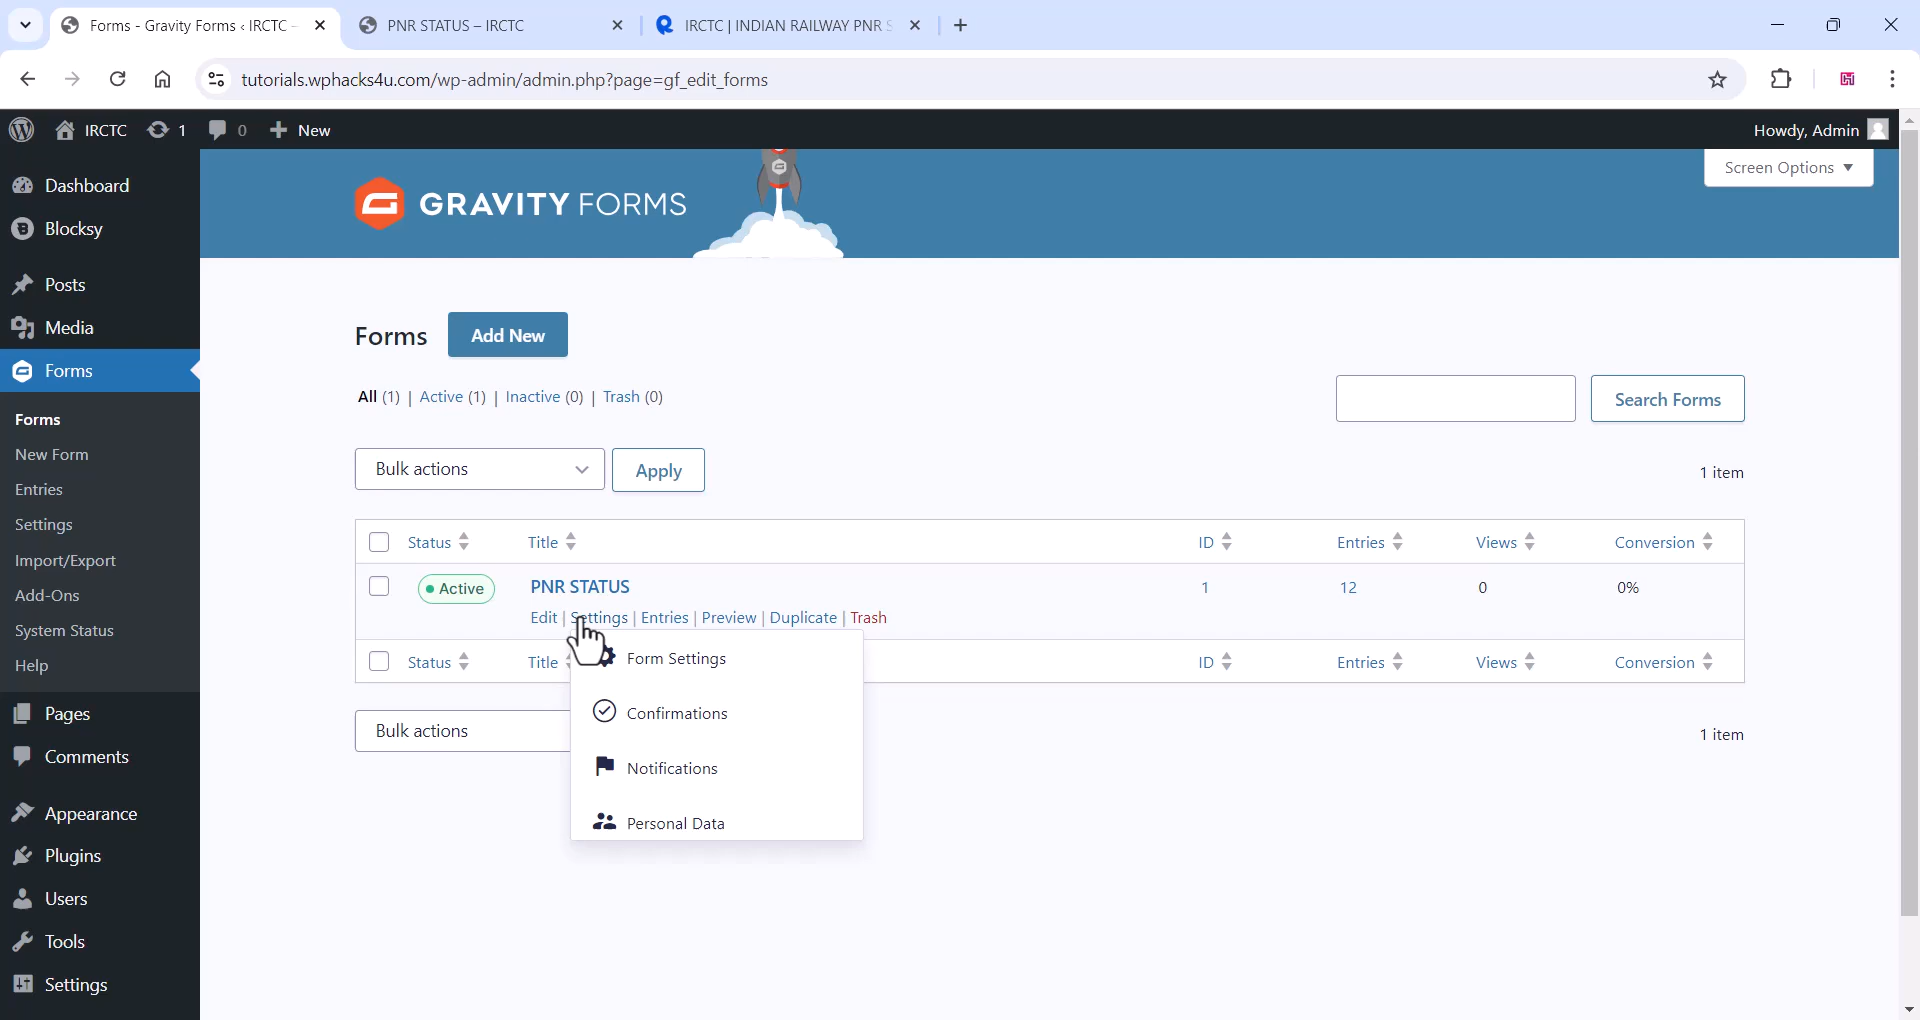 Forms - Gravity Forms ‹ IRCTC -
PNR STATUS – IRCTC
IRCTC | INDIAN RAILWAY PNR S
tutorials.wphacks4u.com/wp-admin/admin.php?page=gf_edit_forms
IRCTC 1 0 New
Howdy, Admin
Screen Options
GRAVITY FORMS
Dashboard
Blocksy
Posts
Media
Forms
Forms
New Form
Entries
Settings
Import/Export
Add-Ons
System Status
Help
Pages
Comments
Appearance
Plugins
Users
Tools
Settings
Forms Add New
All (1) | Active (1) | Inactive (0) | Trash (0)
Search Forms
Bulk actions Apply
1 item
Status Title ID Entries Views Conversion
Active PNR STATUS 1 12 0 0%
Edit | Settings | Entries | Preview | Duplicate | Trash
Status Title ID Entries Views Conversion
Form Settings
Confirmations
Notifications
Personal Data
Bulk actions
1 item